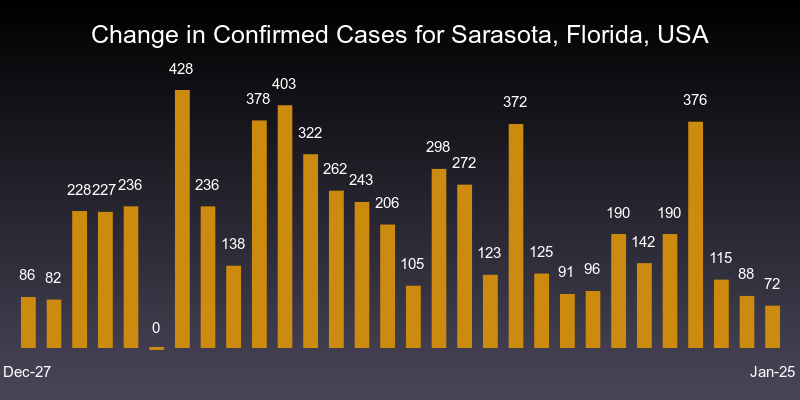 Change in Confirmed Cases for Sarasota, Florida, USA
86 82 228 227 236 0 428 236 138 378 403 322 262 243 206 105 298 272 123 372 125 91 96 190 142 190 376 115 88 72
Dec-27 Jan-25